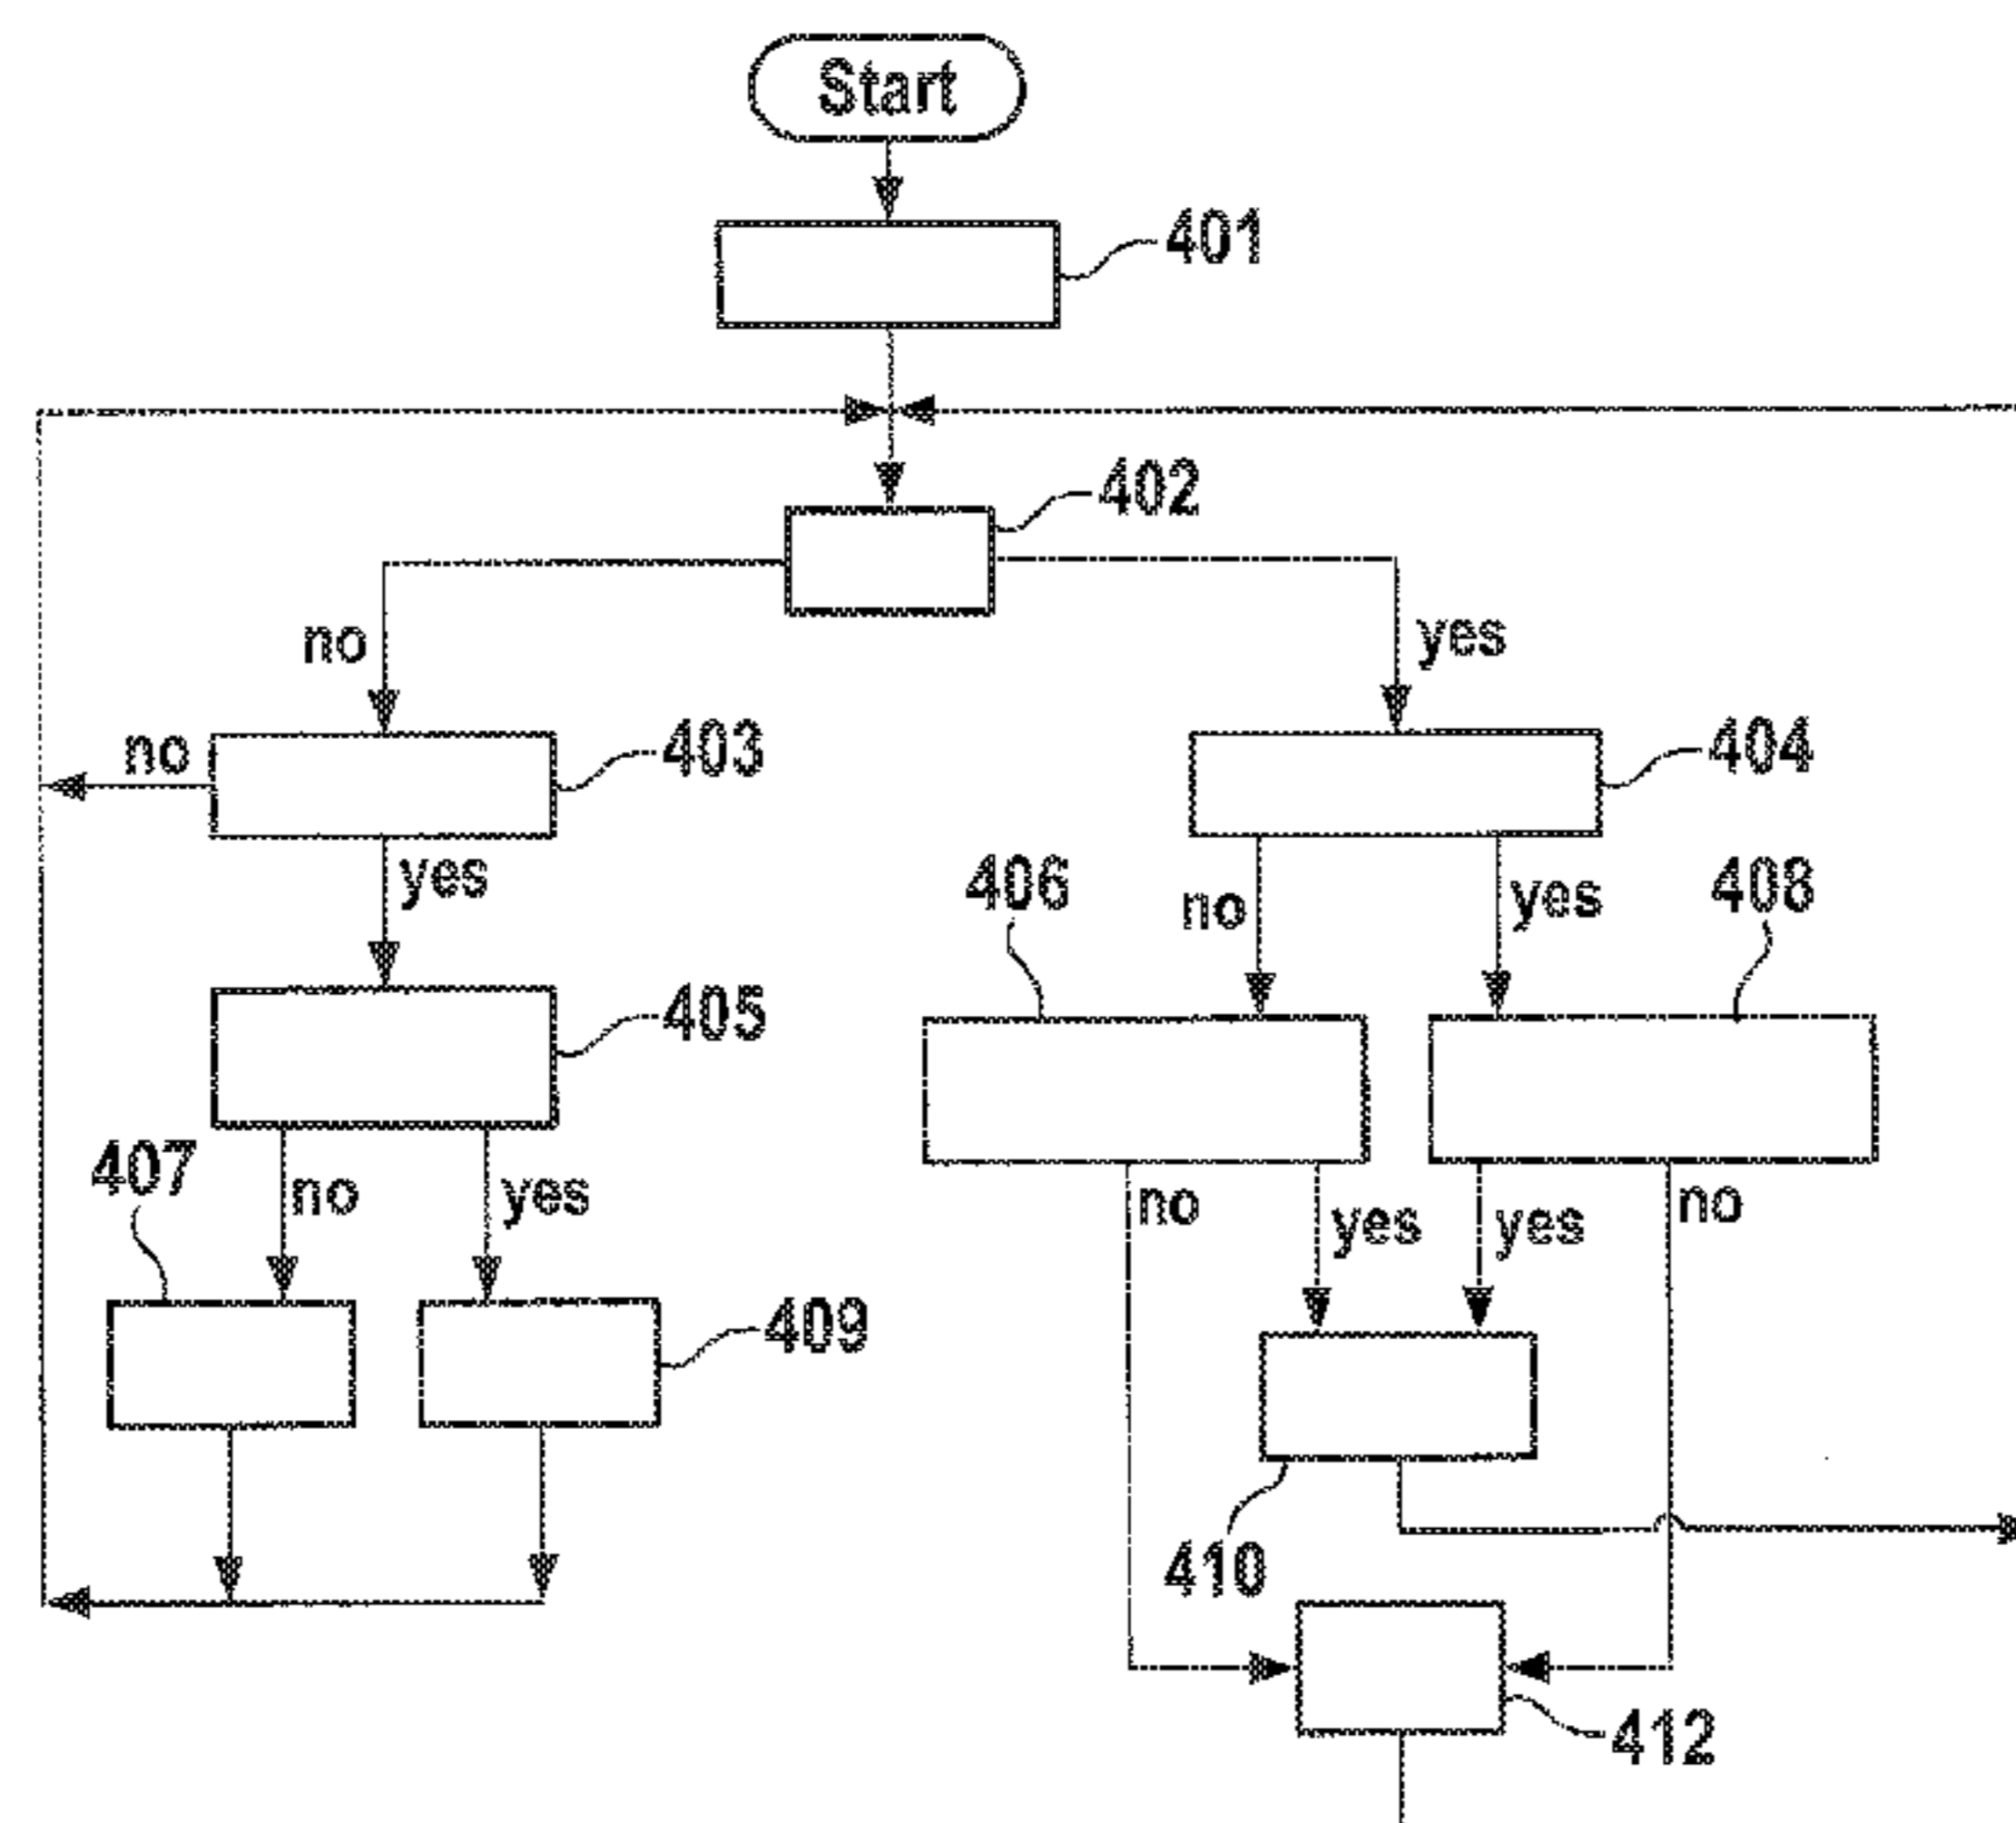 Start
401
402
no
yes
no
403
404
yes
406
no
yes
408
405
407
no
yes
no
yes
yes
no
409
410
412